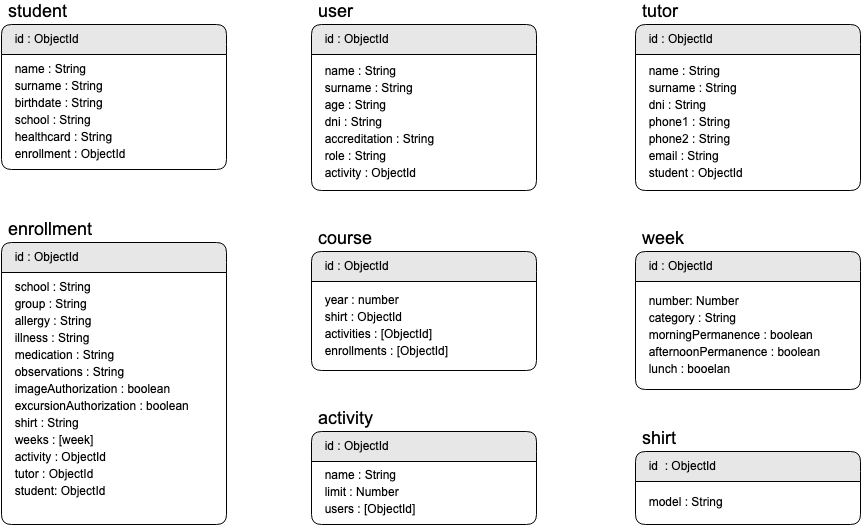 student
id : ObjectId
name : String
surname : String
birthdate : String
school : String
healthcard : String
enrollment : ObjectId
user
id : ObjectId
name : String
surname : String
age : String
dni : String
accreditation : String
role : String
activity : ObjectId
tutor
id : ObjectId
name : String
surname : String
dni : String
phone1 : String
phone2 : String
email : String
student : ObjectId
enrollment
id : ObjectId
school : String
group : String
allergy : String
illness : String
medication : String
observations : String
imageAuthorization : boolean
excursionAuthorization : boolean
shirt : String
weeks : [week]
activity : ObjectId
tutor : ObjectId
student: ObjectId
course
id : ObjectId
year : number
shirt : ObjectId
activities : [ObjectId]
enrollments : [ObjectId]
week
id : ObjectId
number: Number
category : String
morningPermanence : boolean
afternoonPermanence : boolean
lunch : booelan
activity
id : ObjectId
name : String
limit : Number
users : [ObjectId]
shirt
id : ObjectId
model : String